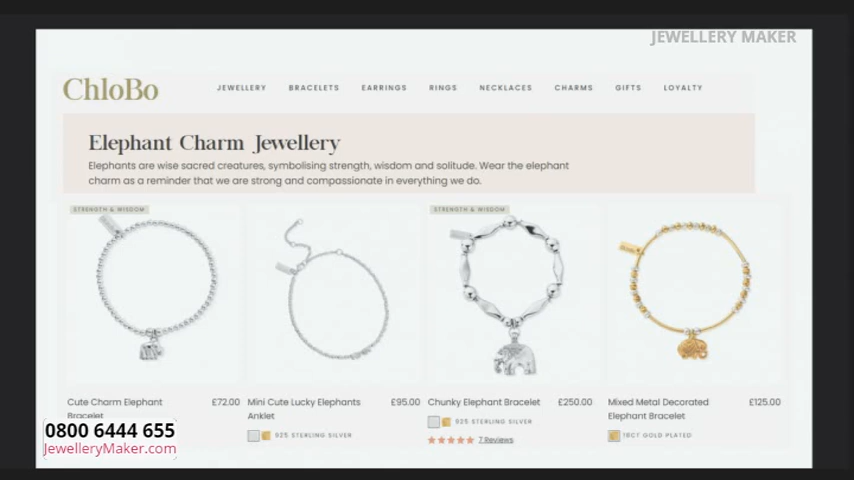 JEWELLERY MAKER
ChloBo
JEWELLERY BRACELETS EARRINGS RINGS NECKLACES CHARMS GIFTS LOYALTY
Elephant Charm Jewellery
Elephants are wise sacred creatures, symbolising strength, wisdom and solitude. Wear the elephant
charm as a reminder that we are strong and compassionate in everything we do.
STRENGTH & WISDOM
STRENGTH & WISDOM
Cute Charm Elephant £72.00
Bracelet
Mini Cute Lucky Elephants £95.00
Anklet
925 STERLING SILVER
Chunky Elephant Bracelet £250.00
925 STERLING SILVER
7 Reviews
Mixed Metal Decorated £125.00
Elephant Bracelet
18CT GOLD PLATED
0800 6444 655
JewelleryMaker.com